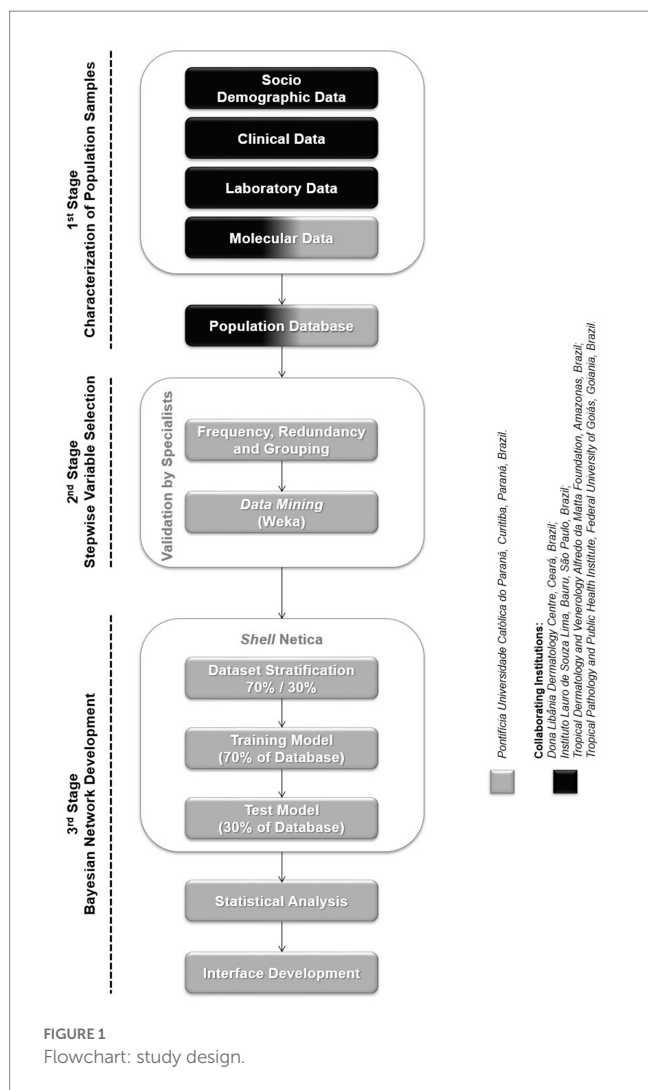 1st Stage
Characterization of Population Samples
Socio
Demographic Data
Clinical Data
Laboratory Data
Molecular Data
Population Database
2nd Stage
Stepwise Variable Selection
Validation by Specialists
Frequency, Redundancy
and Grouping
Data Mining
(Weka)
3rd Stage
Bayesian Network Development
Shell Netica
Dataset Stratification
70% / 30%
Training Model
(70% of Database)
Test Model
(30% of Database)
Statistical Analysis
Interface Development
Pontifícia Universidade Católica do Paraná, Curitiba, Paraná, Brazil.
Collaborating Institutions:
Dona Libânia Dermatology Centre, Ceará, Brazil;
Instituto Lauro de Souza Lima, Bauru, São Paulo, Brazil;
Tropical Dermatology and Venerology Alfredo da Matta Foundation, Amazonas, Brazil;
Tropical Pathology and Public Health Institute, Federal University of Goiás, Goiania, Brazil.
FIGURE 1
Flowchart: study design.